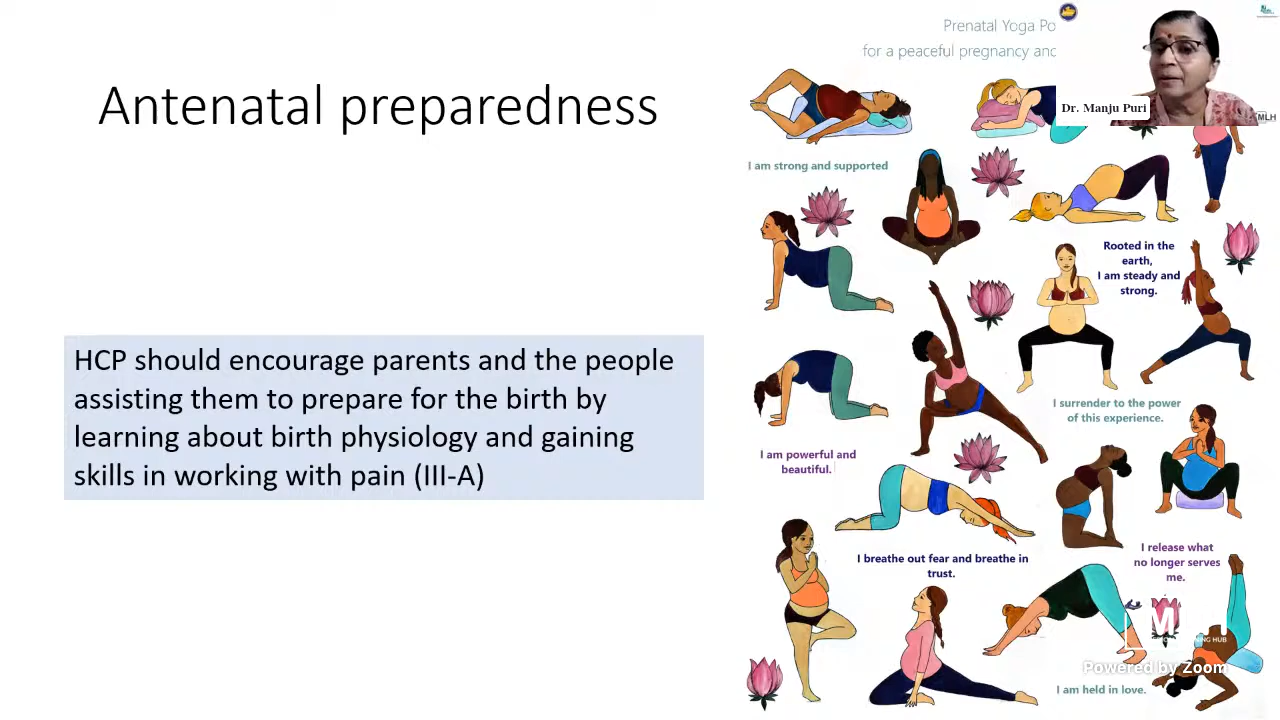 Antenatal preparedness
HCP should encourage parents and the people
assisting them to prepare for the birth by
learning about birth physiology and gaining
skills in working with pain (III-A)
Prenatal Yoga Po
for a peaceful pregnancy and
Dr. Manju Puri
MLH
I am strong and supported
Rooted in the
earth,
I am steady and
strong.
I surrender to the power
of this experience.
I am powerful and
beautiful.
I breathe out fear and breathe in
trust.
I release what
no longer serves
me.
Powered by Zoom
I am held in love.